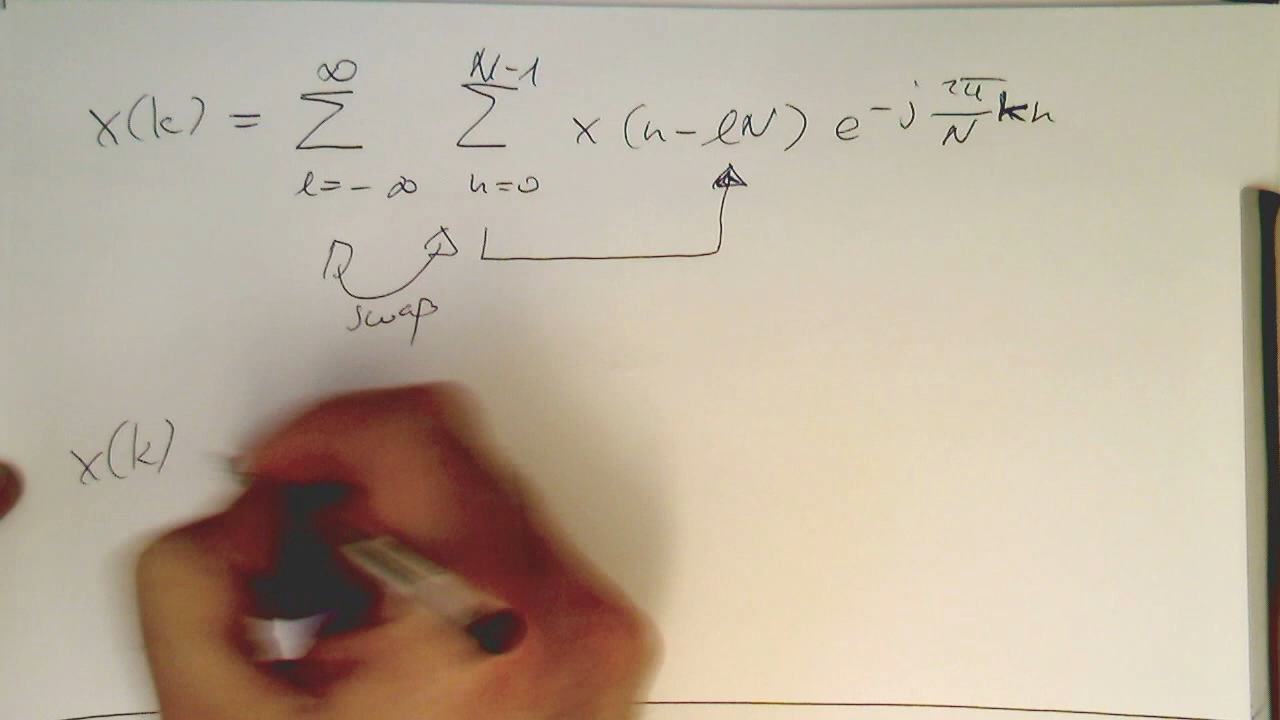 ∞ N-1
x(k) = Σ Σ x(n-lN) e^-j 2π/N kn
l=-∞ n=0
swap
x(k)